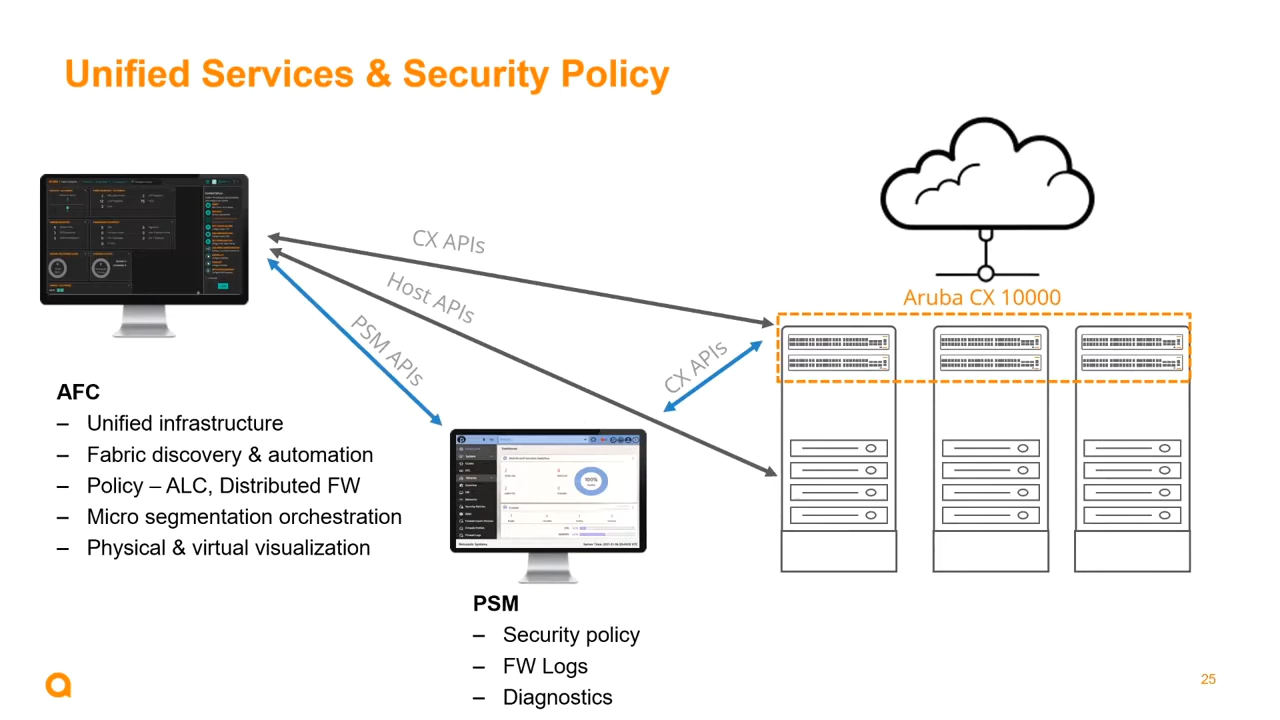 Unified Services & Security Policy
CX APIs
Host APIs
PSM APIs
CX APIs
Aruba CX 10000
AFC
– Unified infrastructure
– Fabric discovery & automation
– Policy – ALC, Distributed FW
– Micro segmentation orchestration
– Physical & virtual visualization
100%
PSM
– Security policy
– FW Logs
– Diagnostics
25